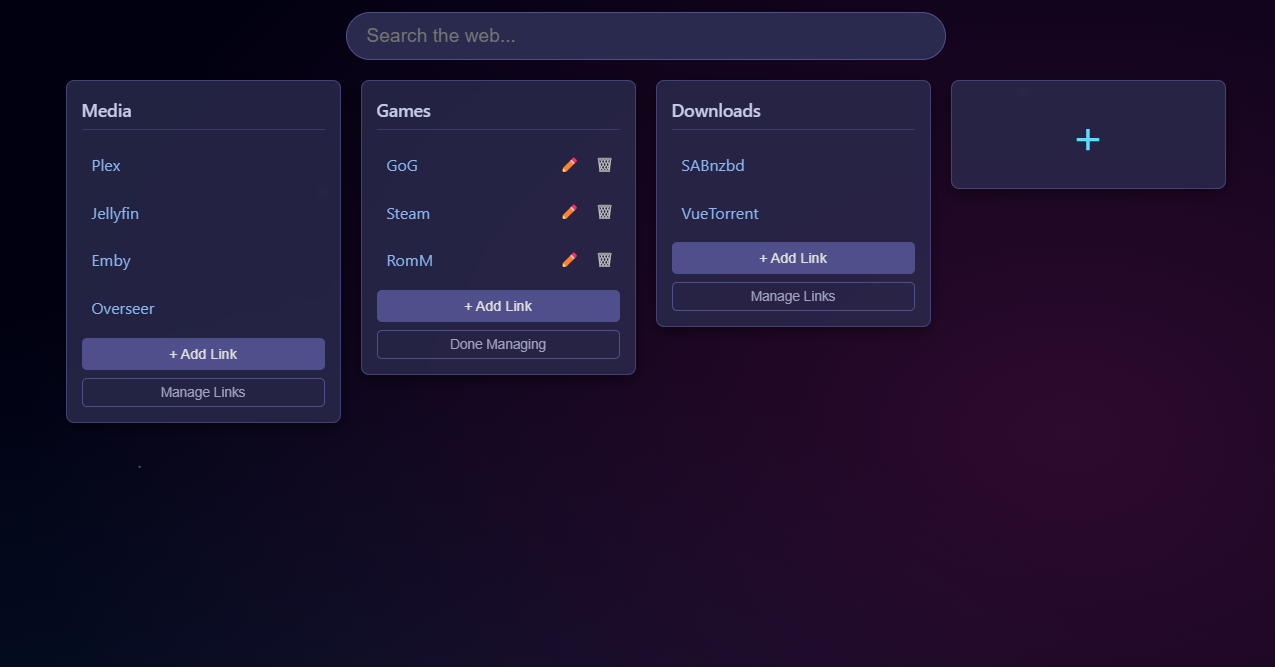 Search the web...
Media
Plex
Jellyfin
Emby
Overseer
+ Add Link
Manage Links
Games
GoG
Steam
RomM
+ Add Link
Done Managing
Downloads
SABnzbd
VueTorrent
+ Add Link
Manage Links
+